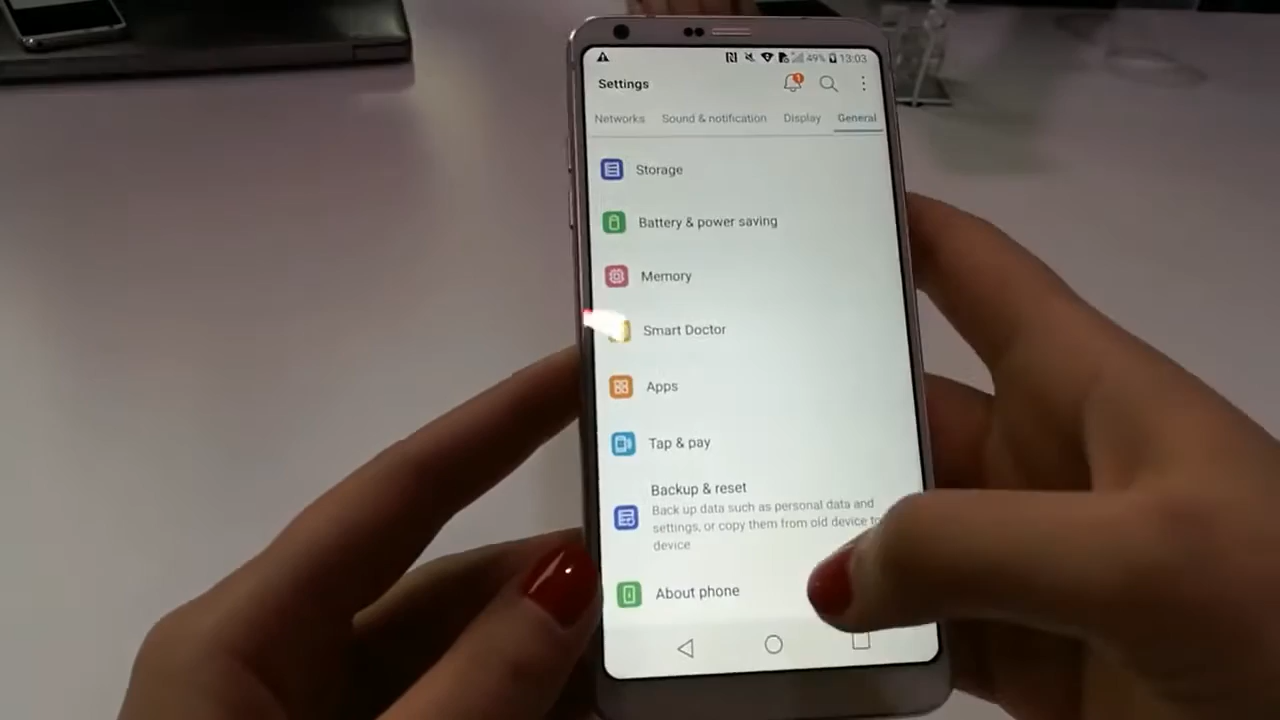 49% 13:03
Settings
1
Networks Sound & notification Display General
Storage
Battery & power saving
Memory
Smart Doctor
Apps
Tap & pay
Backup & reset
Back up data such as personal data and
settings, or copy them from old device to
device
About phone